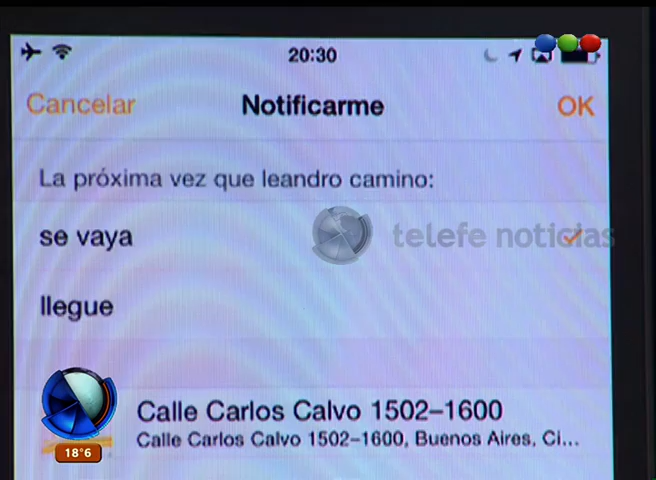 20:30
Cancelar Notificarme OK
La próxima vez que leandro camino:
se vaya
telefe noticias
llegue
Calle Carlos Calvo 1502–1600
Calle Carlos Calvo 1502–1600, Buenos Aires, Ci...
18°6